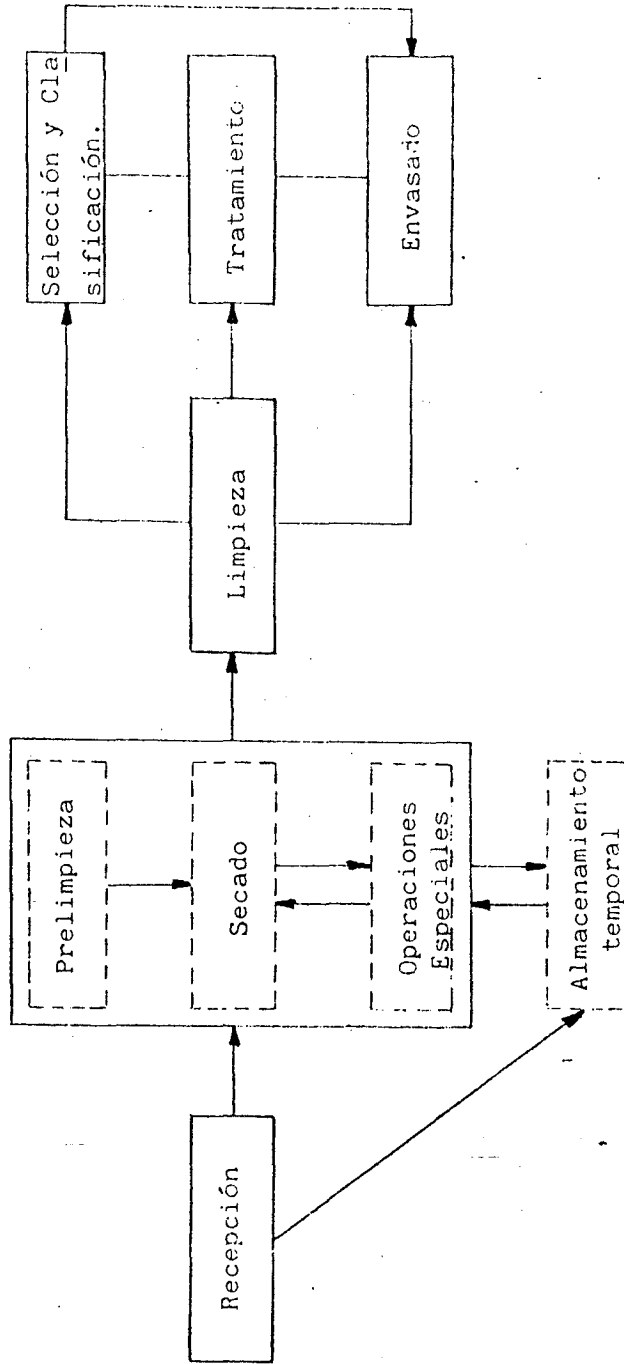 Recepción
Prelimpieza
Secado
Operaciones
Especiales
Almacenamiento
temporal
Limpieza
Selección y Cla
sificación.
Tratamiento
Envasado